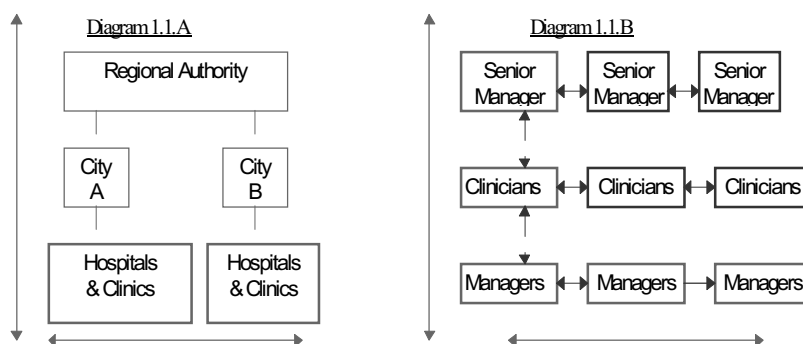 Diagram 1.1.A
Regional Authority
City
A
City
B
Hospitals
& Clinics
Hospitals
& Clinics
Diagram 1.1.B
Senior
Manager
Senior
Manager
Senior
Manager
Clinicians
Clinicians
Clinicians
Managers
Managers
Managers